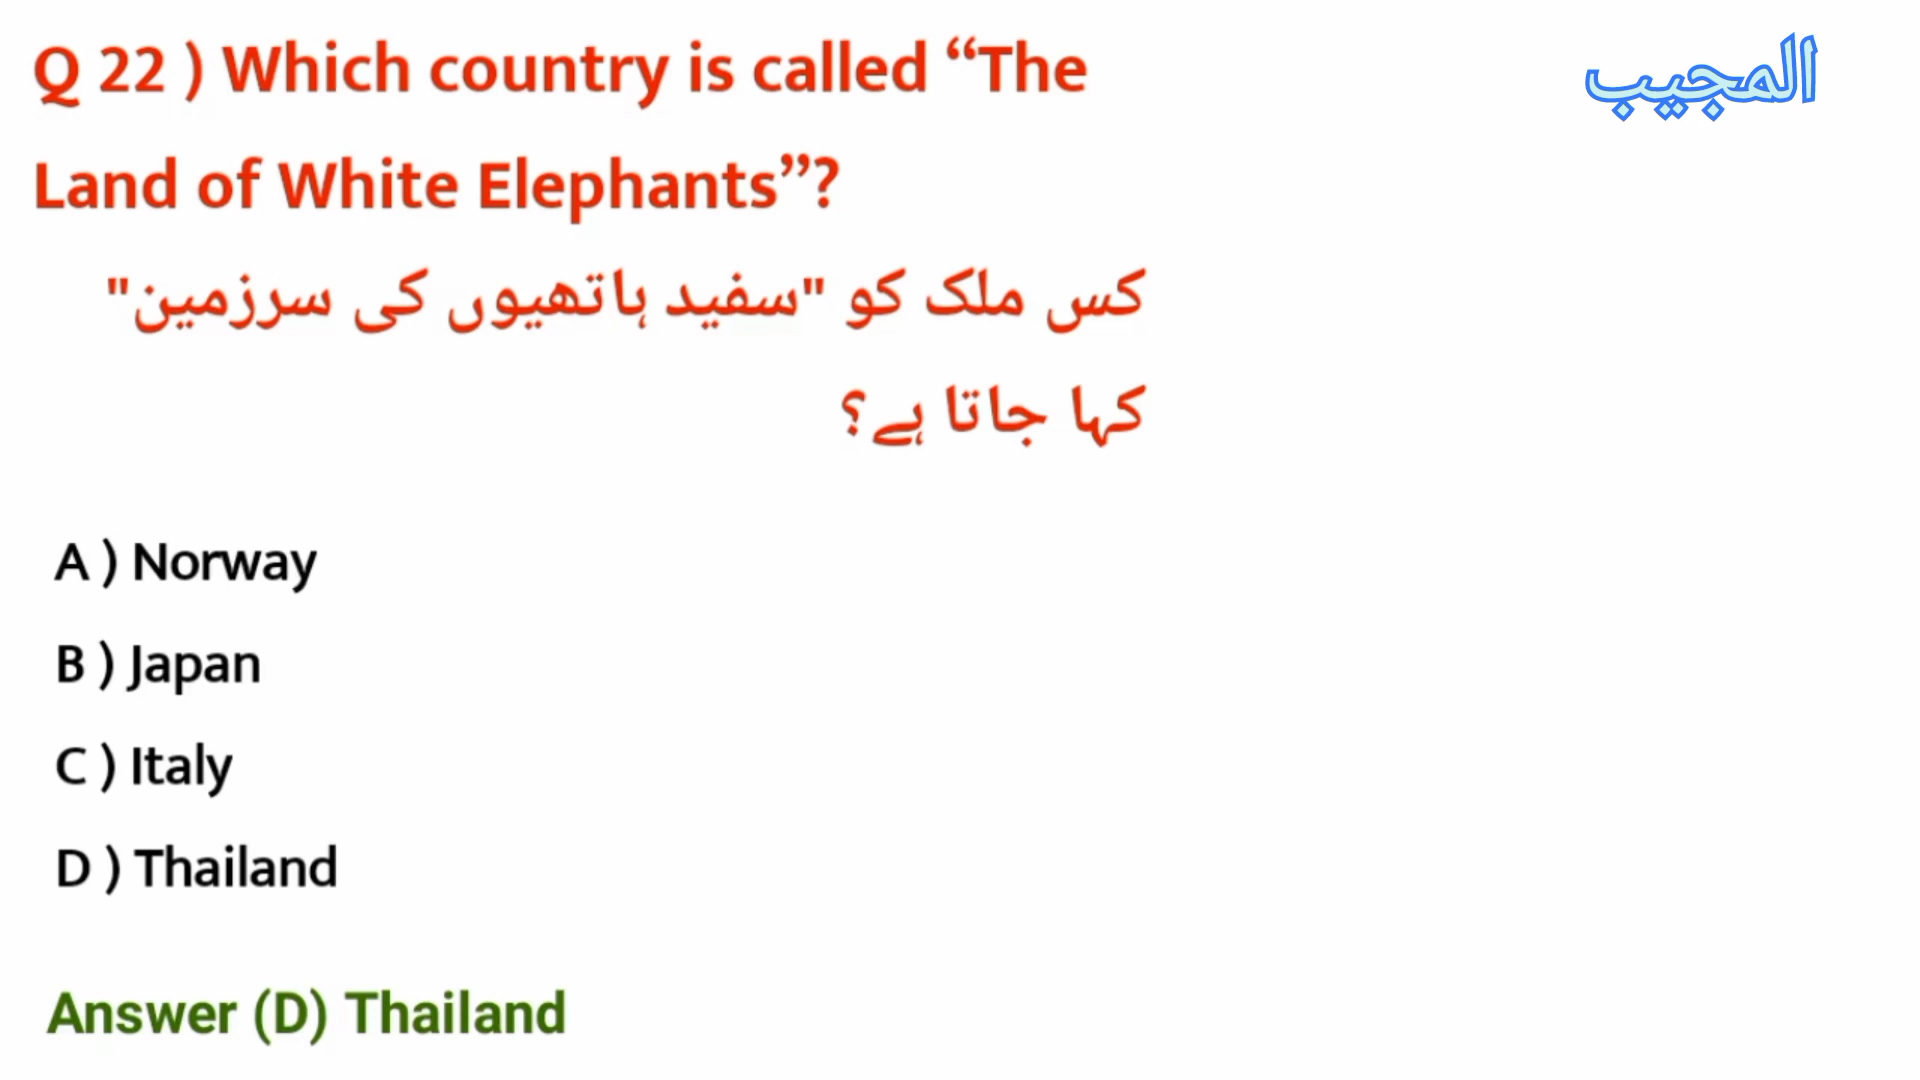 Q 22 ) Which country is called “The
المجیب
Land of White Elephants”?
کس ملک کو "سفید ہاتھیوں کی سرزمین"
کہا جاتا ہے؟
A ) Norway
B ) Japan
C ) Italy
D ) Thailand
Answer (D) Thailand